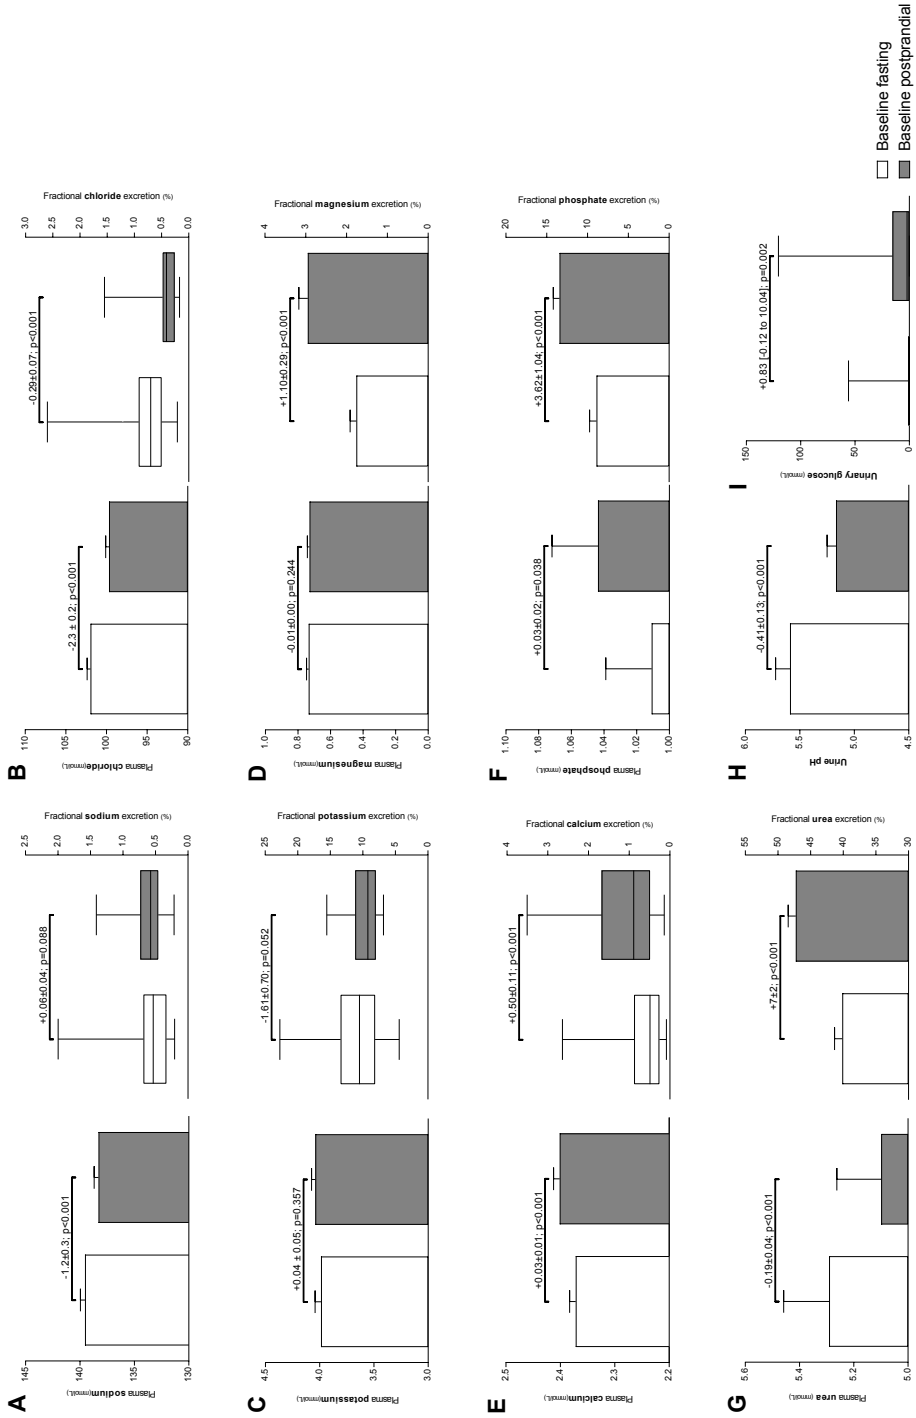 A
Plasma sodium(mmol/L)
145
140
135
130
-1.2±0.3; p<0.001
+0.06±0.04; p=0.088
2.5
2.0
1.5
1.0
0.5
0.0
Fractional sodium excretion (%)
B
Plasma chloride(mmol/L)
110
105
100
95
90
-2.3 ± 0.2; p<0.001
-0.29±0.07; p<0.001
3.0
2.5
2.0
1.5
1.0
0.5
0.0
Fractional chloride excretion (%)
C
Plasma potassium(mmol/L)
4.5
4.0
3.5
3.0
+0.04 ± 0.05; p=0.357
-1.61±0.70; p=0.052
25
20
15
10
5
0
Fractional potassium excretion (%)
D
Plasma magnesium(mmol/L)
1.0
0.8
0.6
0.4
0.2
0.0
-0.01±0.00; p=0.244
+1.10±0.29; p<0.001
4
3
2
1
0
Fractional magnesium excretion (%)
E
Plasma calcium(mmol/L)
2.5
2.4
2.3
2.2
+0.03±0.01; p<0.001
+0.50±0.11; p<0.001
4
3
2
1
0
Fractional calcium excretion (%)
F
Plasma phosphate(mmol/L)
1.10
1.08
1.06
1.04
1.02
1.00
+0.03±0.02; p=0.038
+3.62±1.04; p<0.001
20
15
10
5
0
Fractional phosphate excretion (%)
G
Plasma urea(mmol/L)
5.6
5.4
5.2
5.0
-0.19±0.04; p<0.001
+7±2; p<0.001
55
50
45
40
35
30
Fractional urea excretion (%)
H
Urine pH
6.0
5.5
5.0
4.5
-0.41±0.13; p<0.001
I
Urinary glucose (mmol/L)
150
100
50
0
+0.83 [-0.12 to 10.04]; p=0.002
Baseline fasting
Baseline postprandial